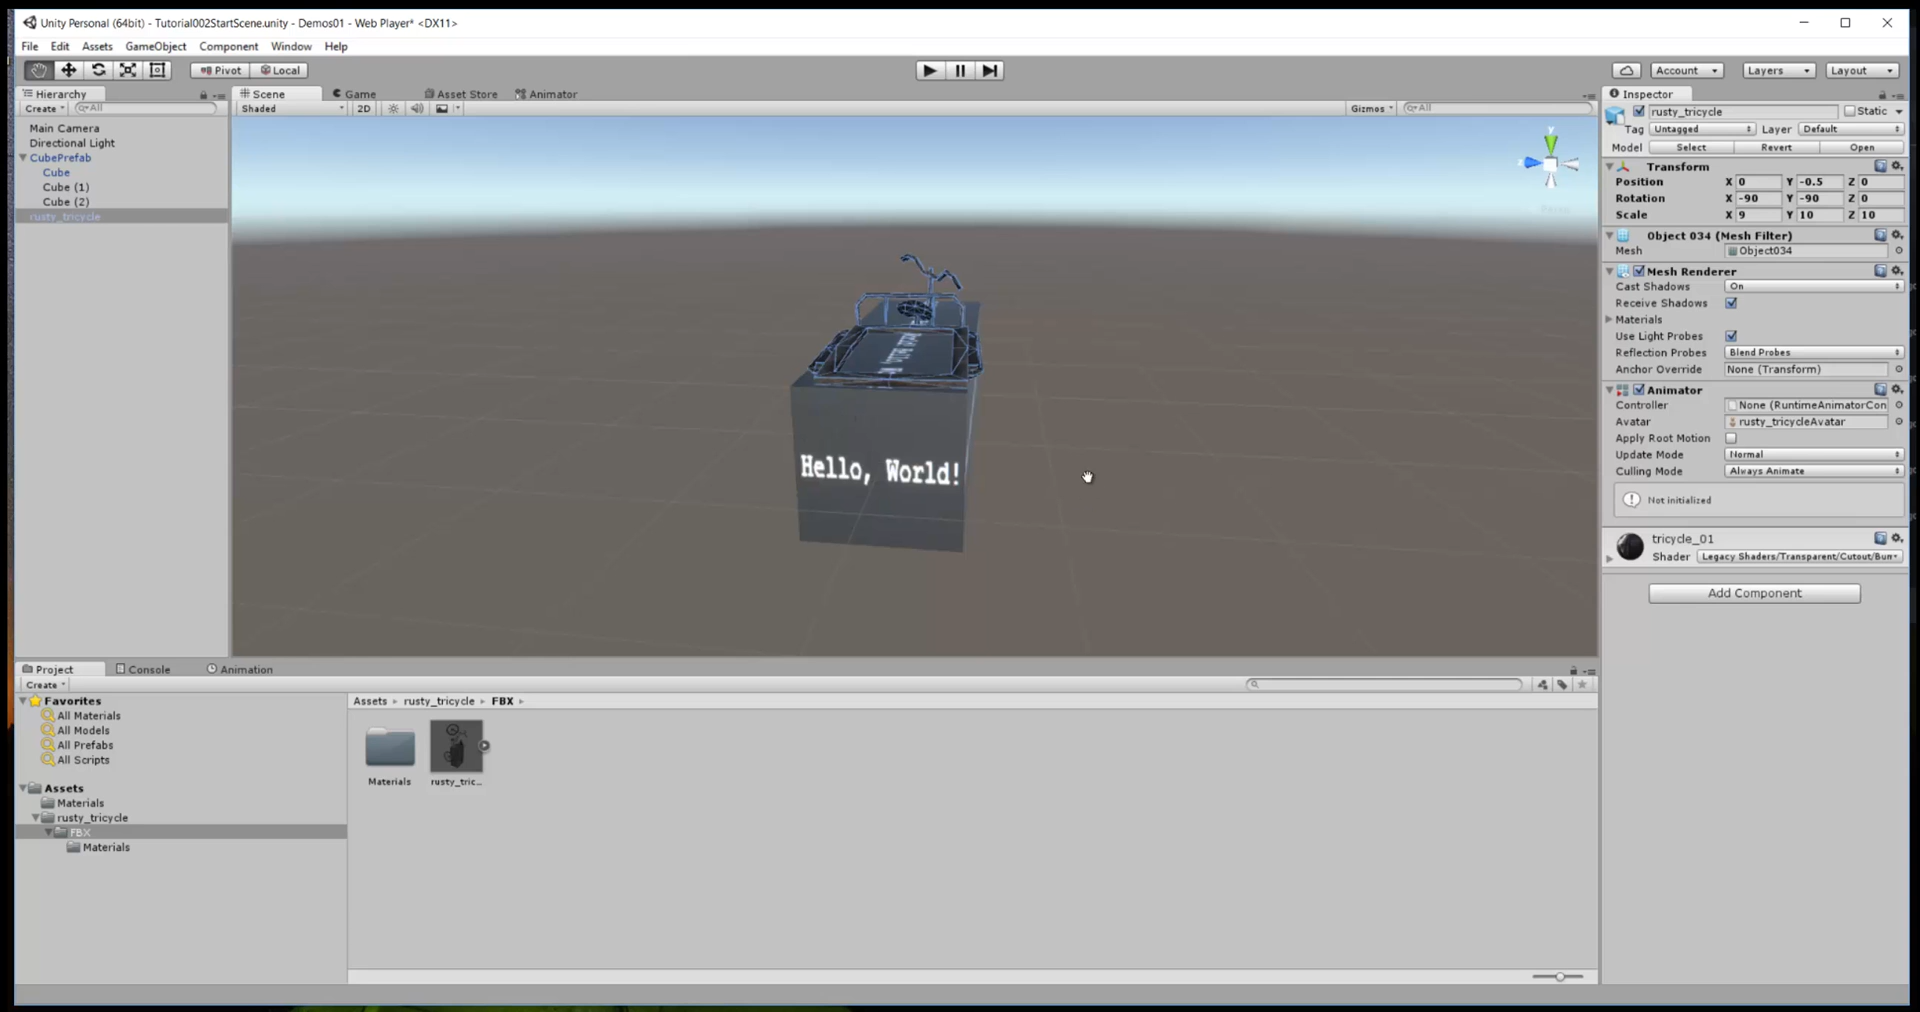 Unity Personal (64bit) - Tutorial002StartScene.unity - Demos01 - Web Player* <DX11>
File Edit Assets GameObject Component Window Help
Pivot Local Account Layers Layout
Hierarchy
Create All
Main Camera
Directional Light
CubePrefab
Cube
Cube (1)
Cube (2)
rusty_tricycle
Scene Game Asset Store Animator
Shaded 2D Gizmos All
y
z
Hello, World!
Inspector
rusty_tricycle Static
Tag Untagged Layer Default
Model Select Revert Open
Transform
Position X 0 Y -0.5 Z 0
Rotation X -90 Y -90 Z 0
Scale X 9 Y 10 Z 10
Object 034 (Mesh Filter)
Mesh Object034
Mesh Renderer
Cast Shadows On
Receive Shadows
Materials
Use Light Probes
Reflection Probes Blend Probes
Anchor Override None (Transform)
Animator
Controller None (RuntimeAnimatorCon
Avatar rusty_tricycleAvatar
Apply Root Motion
Update Mode Normal
Culling Mode Always Animate
Not initialized
tricycle_01
Shader Legacy Shaders/Transparent/Cutout/Bum
Add Component
Project Console Animation
Create
Favorites
All Materials
All Models
All Prefabs
All Scripts
Assets
Materials
rusty_tricycle
FBX
Materials
Assets rusty_tricycle FBX
Materials rusty_tric...